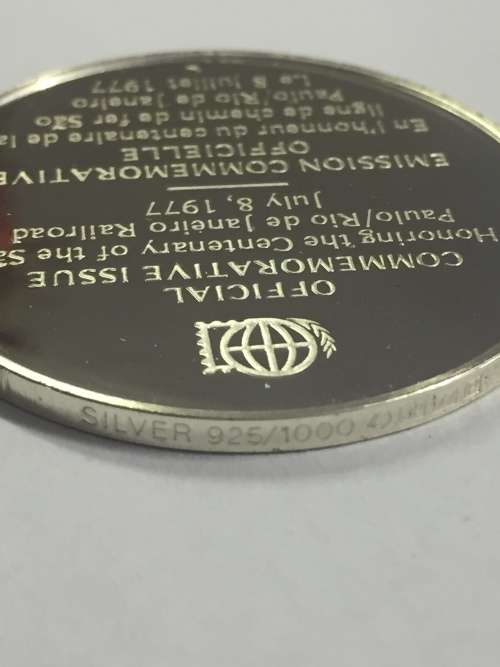 OFFICIAL
COMMEMORATIVE ISSUE
Honoring the Centenary of the
Paulo/Rio de Janeiro Railroad
July 8, 1977
EMISSION COMMEMORATIVE
OFFICIELLE
En l'honneur du centenaire de la
ligne de chemin de fer São
Paulo/Rio de Janeiro
Le 8 juillet 1977
SILVER 925/1000